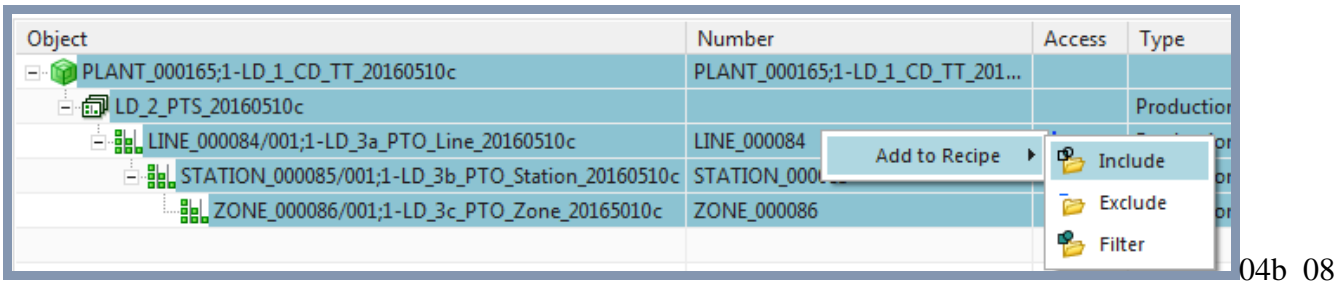 Object Number Access Type
PLANT_000165;1-LD_1_CD_TT_20160510c PLANT_000165;1-LD_1_CD_TT_201...
LD_2_PTS_20160510c Production
LINE_000084/001;1-LD_3a_PTO_Line_20160510c LINE_000084
Add to Recipe Include
STATION_000085/001;1-LD_3b_PTO_Station_20160510c
ZONE_000086/001;1-LD_3c_PTO_Zone_20165010c ZONE_000086 Exclude
Filter
04b 08